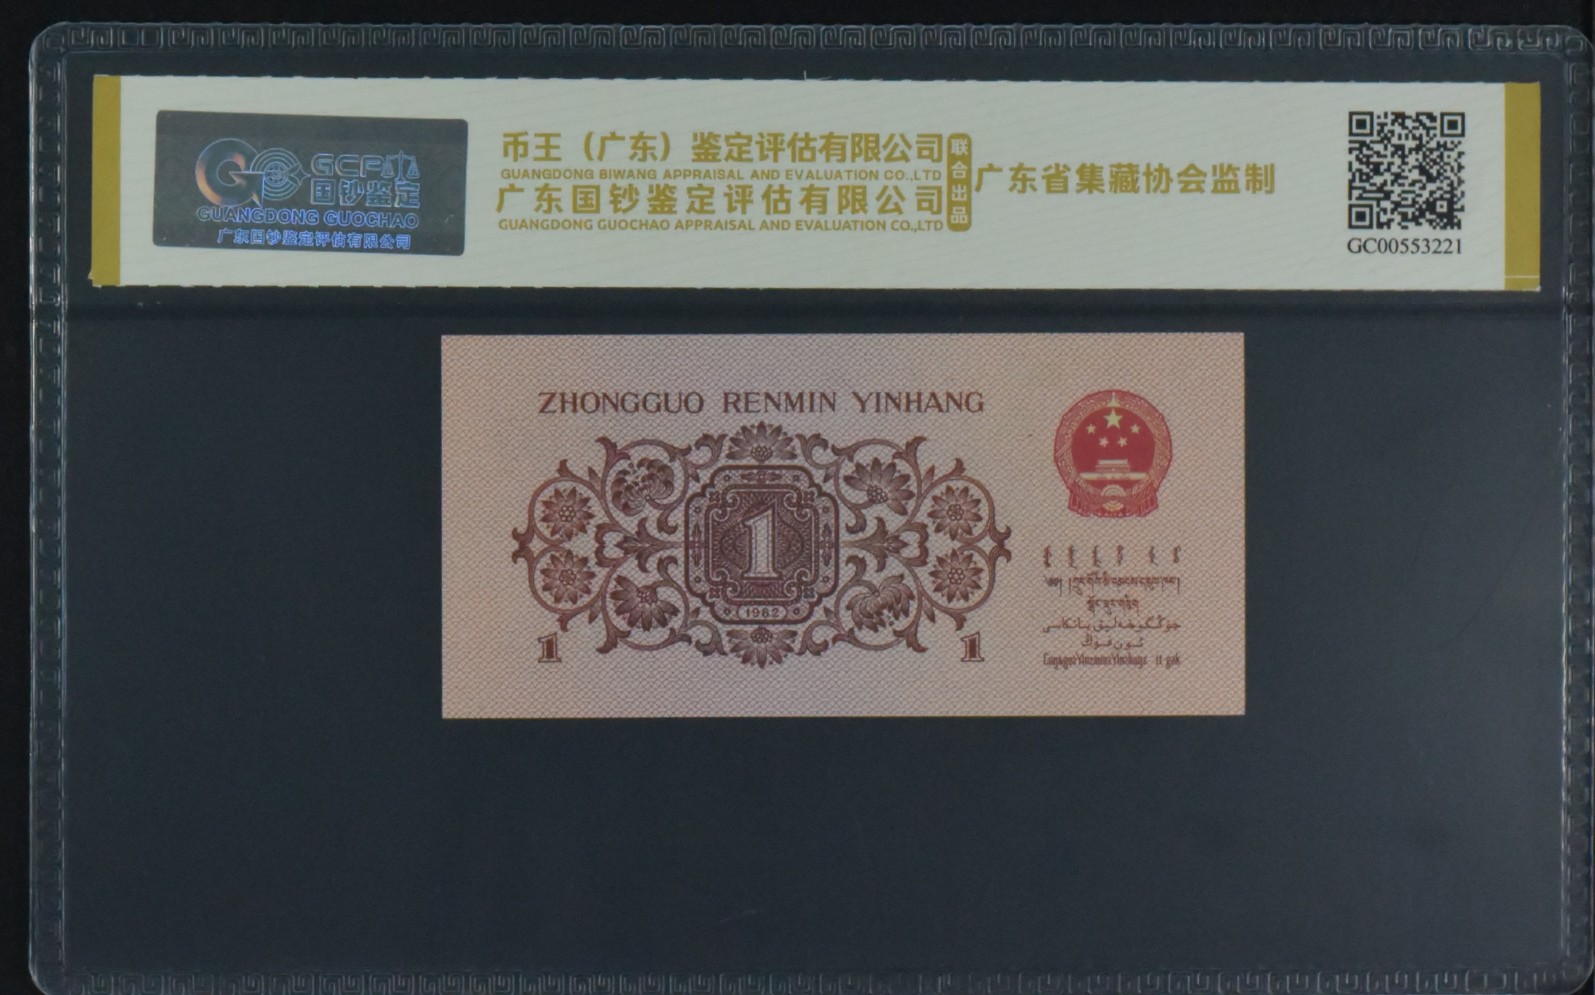 GCP
国钞鉴定
GUANGDONG GUOCHAO
广东国钞鉴定评估有限公司
币王（广东）鉴定评估有限公司
GUANGDONG BIWANG APPRAISAL AND EVALUATION CO.,LTD
广东国钞鉴定评估有限公司
GUANGDONG GUOCHAO APPRAISAL AND EVALUATION CO.,LTD
联合出品
广东省集藏协会监制
GC00553221
ZHONGGUO RENMIN YINHANG
1
1962
1
1